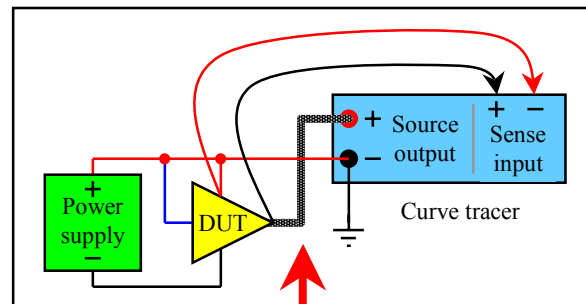 + −
+ Source output Sense input
−
+
Power supply
−
DUT
Curve tracer